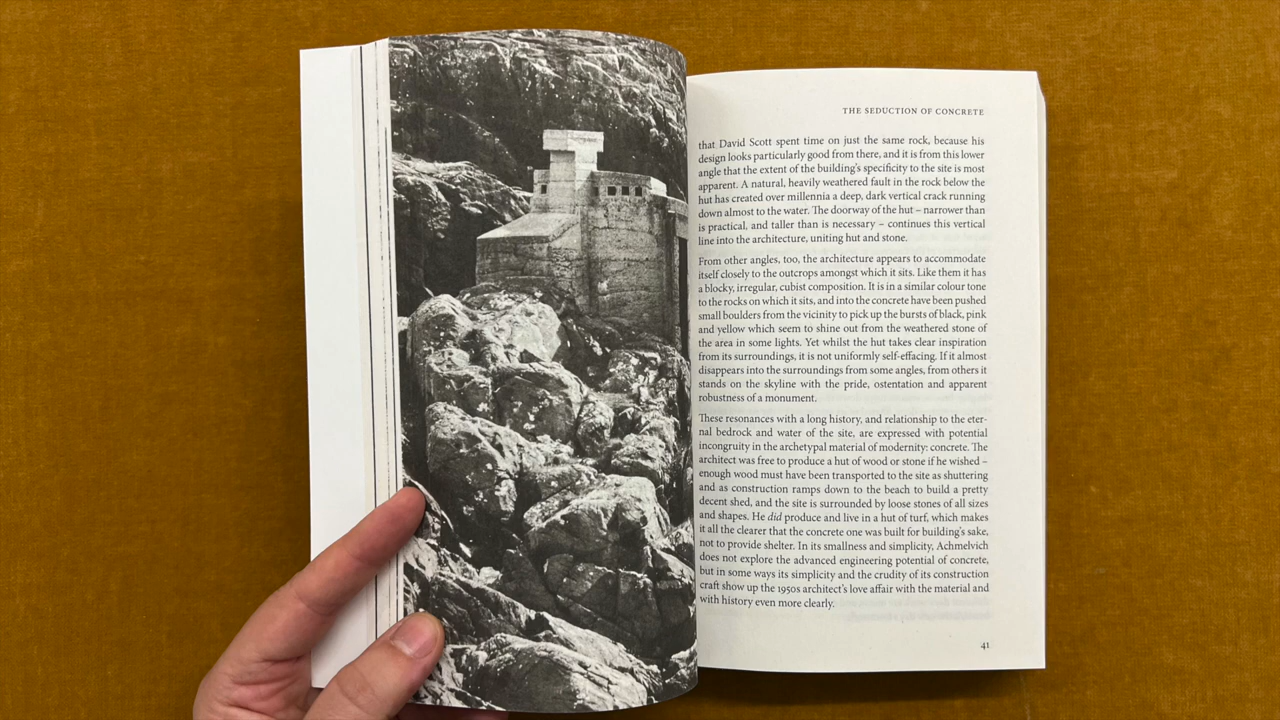 THE SEDUCTION OF CONCRETE
that David Scott spent time on just the same rock, because his
design looks particularly good from there, and it is from this lower
angle that the extent of the building's specificity to the site is most
apparent. A natural, heavily weathered fault in the rock below the
hut has created over millennia a deep, dark vertical crack running
down almost to the water. The doorway of the hut – narrower than
is practical, and taller than is necessary – continues this vertical
line into the architecture, uniting hut and stone.
From other angles, too, the architecture appears to accommodate
itself closely to the outcrops amongst which it sits. Like them it has
a blocky, irregular, cubist composition. It is in a similar colour tone
to the rocks on which it sits, and into the concrete have been pushed
small boulders from the vicinity to pick up the bursts of black, pink
and yellow which seem to shine out from the weathered stone of
the area in some lights. Yet whilst the hut takes clear inspiration
from its surroundings, it is not uniformly self-effacing. If it almost
disappears into the surroundings from some angles, from others it
stands on the skyline with the pride, ostentation and apparent
robustness of a monument.
These resonances with a long history, and relationship to the eter-
nal bedrock and water of the site, are expressed with potential
incongruity in the archetypal material of modernity: concrete. The
architect was free to produce a hut of wood or stone if he wished –
enough wood must have been transported to the site as shuttering
and as construction ramps down to the beach to build a pretty
decent shed, and the site is surrounded by loose stones of all sizes
and shapes. He did produce and live in a hut of turf, which makes
it all the clearer that the concrete one was built for building's sake,
not to provide shelter. In its smallness and simplicity, Achmelvich
does not explore the advanced engineering potential of concrete,
but in some ways its simplicity and the crudity of its construction
craft show up the 1950s architect's love affair with the material and
with history even more clearly.
41